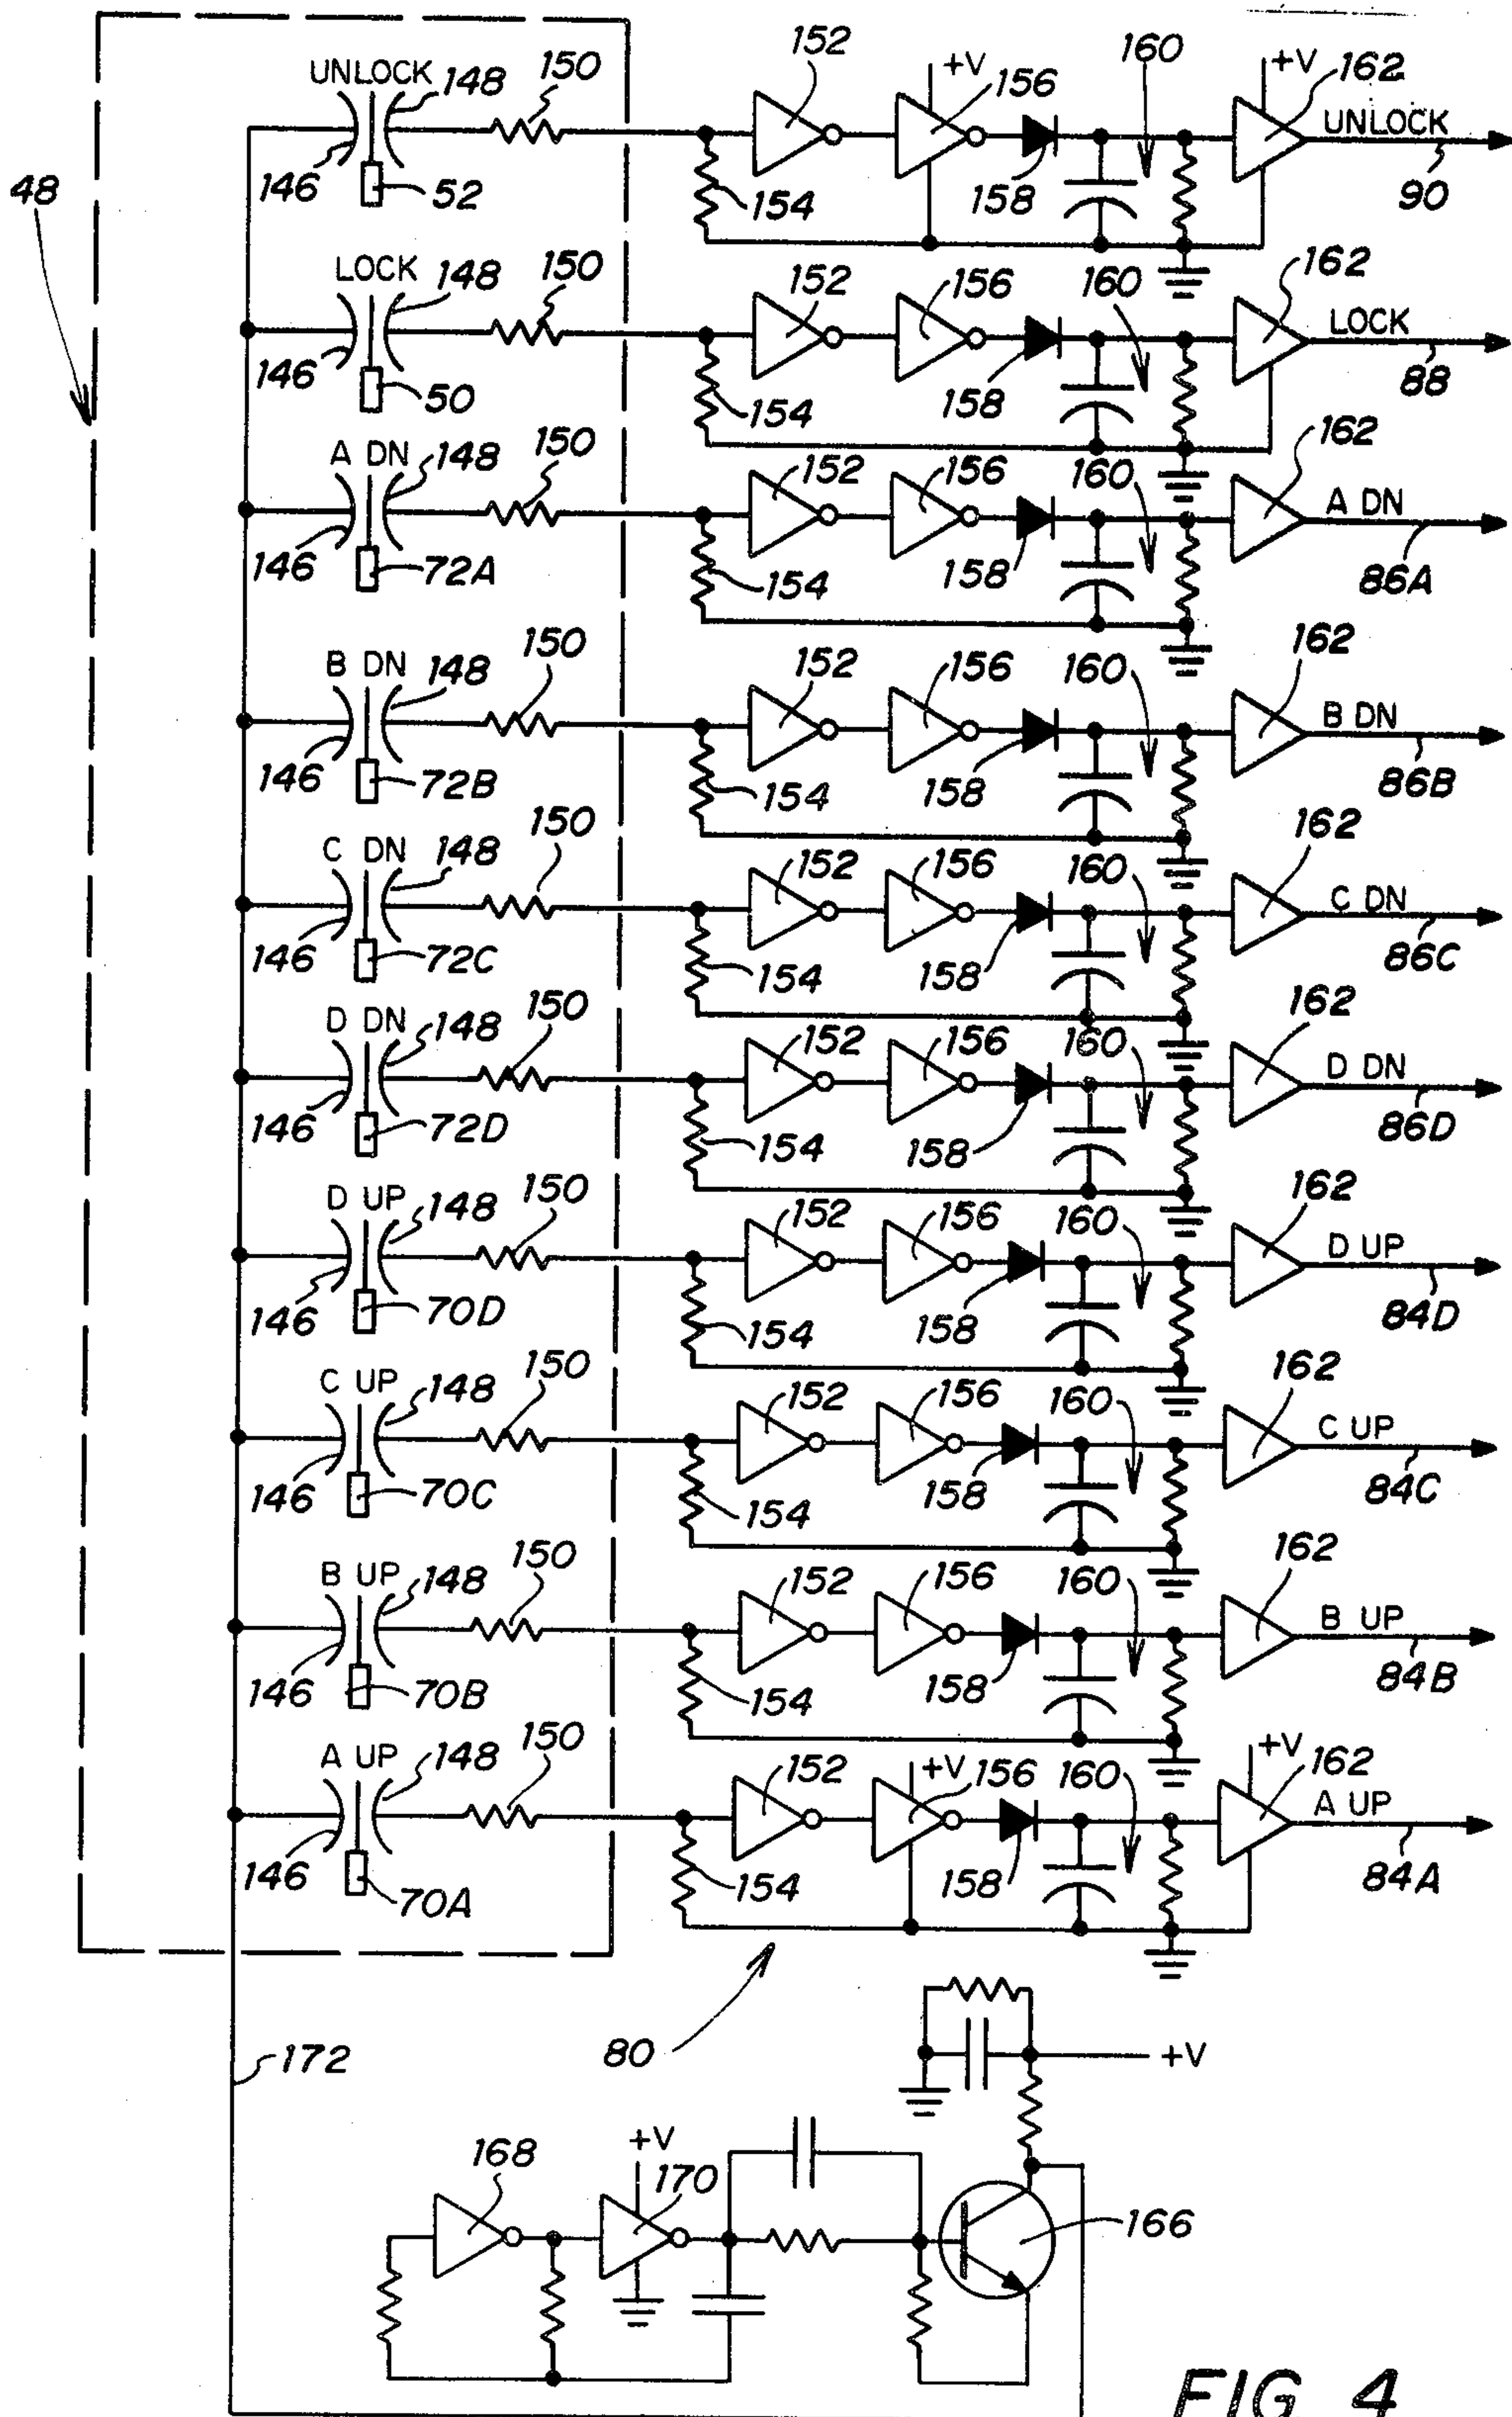 152 160
UNLOCK 150 +V +V 162
148 156 UNLOCK
48 146 52 154 158 90
LOCK 148 150 152 156 160 162
LOCK
146 50 154 158 88
A DN 148 150 152 156 160 162
A DN
146 72A 154 158 86A
B DN 148 150 152 156 160 162
B DN
146 72B 154 158 86B
C DN 148 150 152 156 160 162
C DN
146 72C 154 158 86C
D DN 148 150 152 156 160 162
D DN
146 72D 154 158 86D
D UP 148 150 152 156 160 162
D UP
146 70D 154 158 84D
C UP 148 150 152 156 160 162
C UP
146 70C 154 158 84C
B UP 148 150 152 156 160 162
B UP
146 70B 154 158 84B
A UP 148 150 152 +V 156 160 +V 162
A UP
146 70A 154 158 84A
172 80 +V
168 +V 170 166
FIG 4